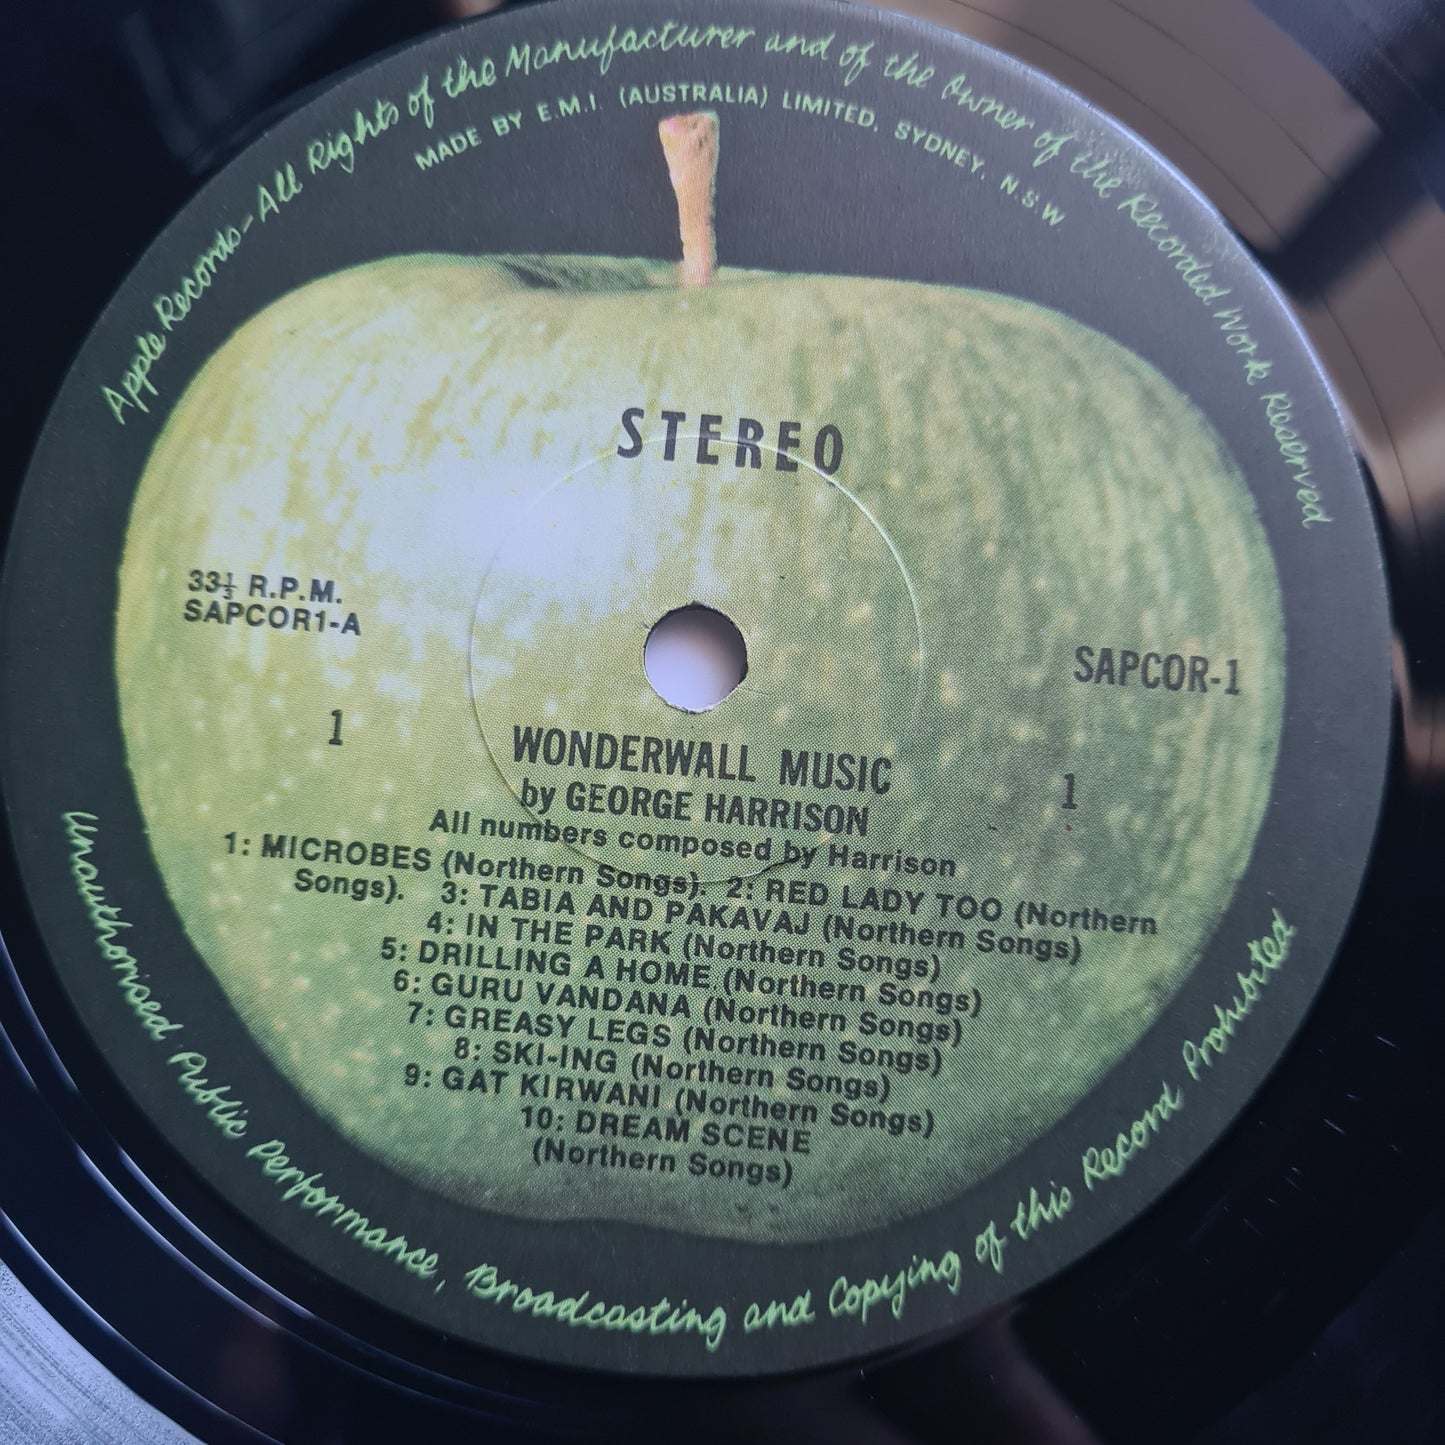 Apple Records—All Rights of the Manufacturer and of the Owner of the Recorded Work Reserved
MADE BY E.M.I. (AUSTRALIA) LIMITED, SYDNEY, N.S.W
STEREO
33⅓ R.P.M.
SAPCOR1-A
SAPCOR-1
1
1
WONDERWALL MUSIC
by GEORGE HARRISON
All numbers composed by Harrison
1: MICROBES (Northern Songs). 2: RED LADY TOO (Northern
Songs). 3: TABIA AND PAKAVAJ (Northern Songs)
4: IN THE PARK (Northern Songs)
5: DRILLING A HOME (Northern Songs)
6: GURU VANDANA (Northern Songs)
7: GREASY LEGS (Northern Songs)
8: SKI-ING (Northern Songs)
9: GAT KIRWANI (Northern Songs)
10: DREAM SCENE
(Northern Songs)
Unauthorised Public Performance, Broadcasting and Copying of this Record Prohibited